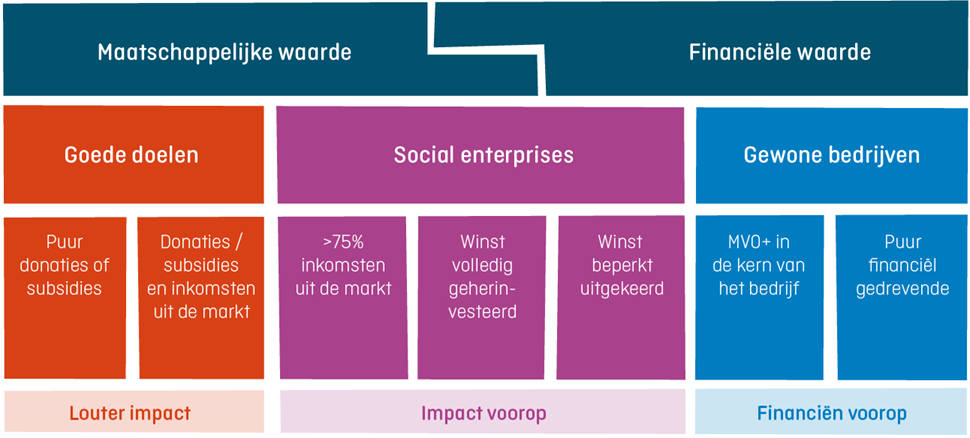 Maatschappelijke waarde
Financiële waarde
Goede doelen
Social enterprises
Gewone bedrijven
Puur
donaties of
subsidies
Donaties /
subsidies
en inkomsten
uit de markt
>75%
inkomsten
uit de markt
Winst
volledig
geherin-
vesteerd
Winst
beperkt
uitgekeerd
MVO+ in
de kern van
het bedrijf
Puur
financiël
gedrevende
Louter impact
Impact voorop
Financiën voorop